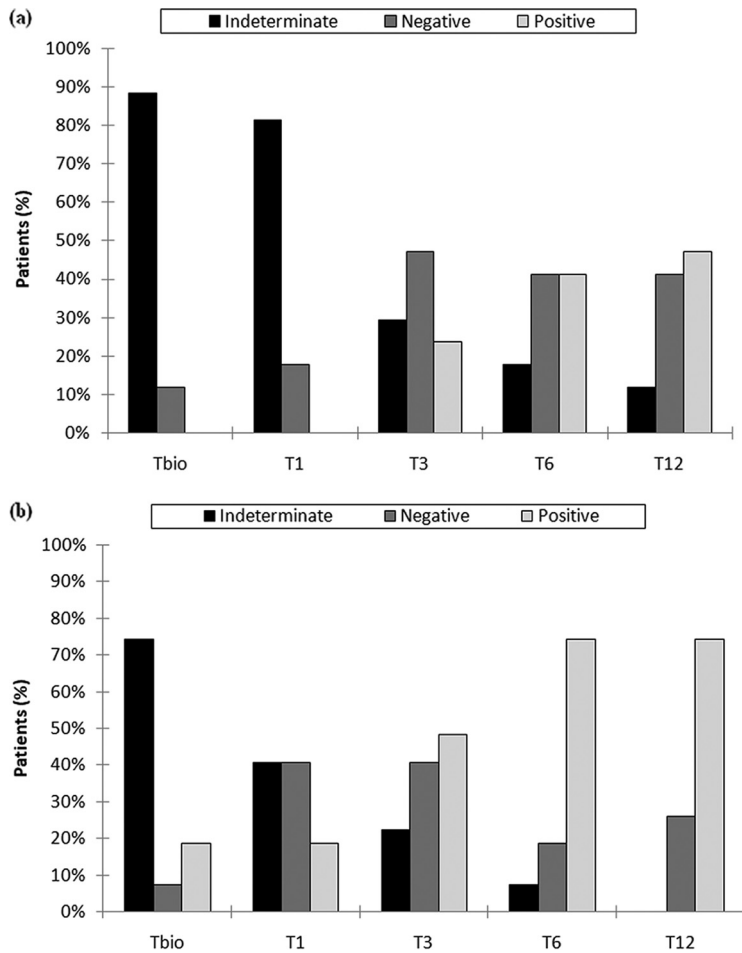 (a)
Indeterminate Negative Positive
100%
90%
80%
70%
60%
50%
40%
30%
20%
10%
0%
Patients (%)
Tbio T1 T3 T6 T12
(b)
Indeterminate Negative Positive
100%
90%
80%
70%
60%
50%
40%
30%
20%
10%
0%
Patients (%)
Tbio T1 T3 T6 T12